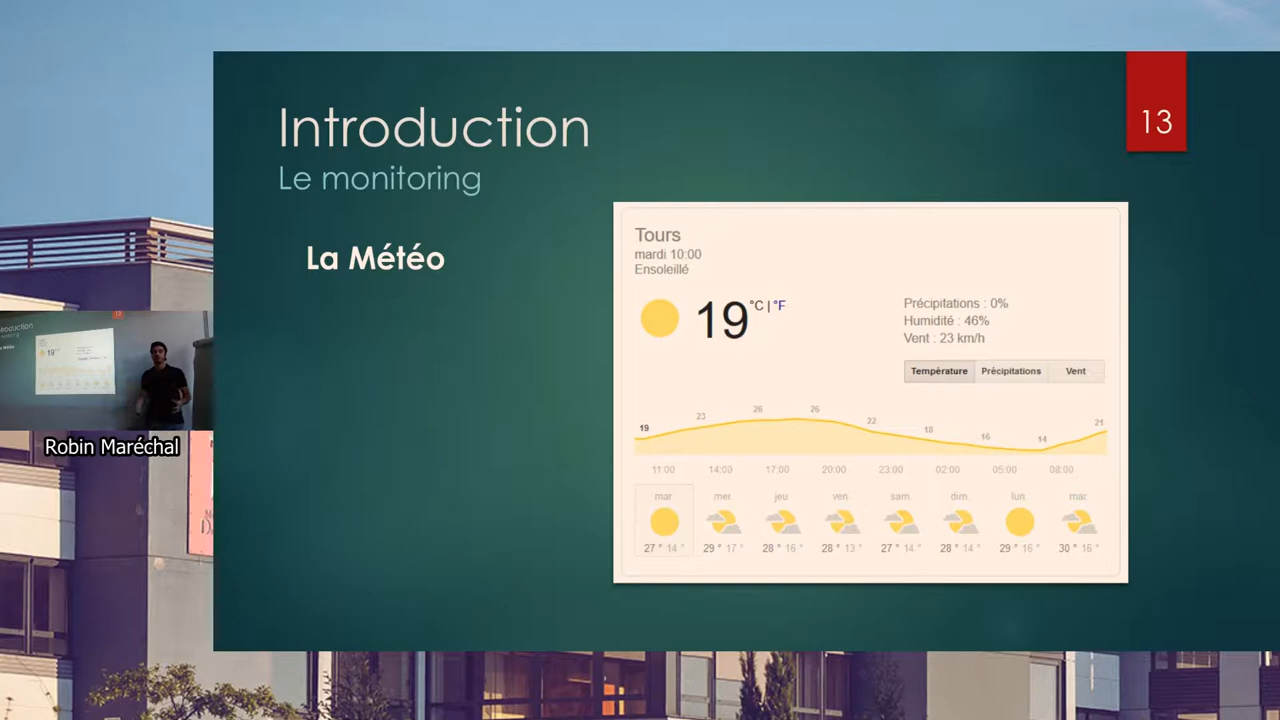 Introduction
13
Le monitoring
La Météo
Tours
mardi 10:00
Ensoleillé
19 °C | °F
Précipitations : 0%
Humidité : 46%
Vent : 23 km/h
Température Précipitations Vent
19 23 26 26 22 18 16 14 21
11:00 14:00 17:00 20:00 23:00 02:00 05:00 08:00
mar. mer. jeu. ven. sam. dim. lun. mar.
27 ° 14 ° 29 ° 17 ° 28 ° 16 ° 28 ° 13 ° 27 ° 14 ° 28 ° 14 ° 29 ° 16 ° 30 ° 16 °
Robin Maréchal